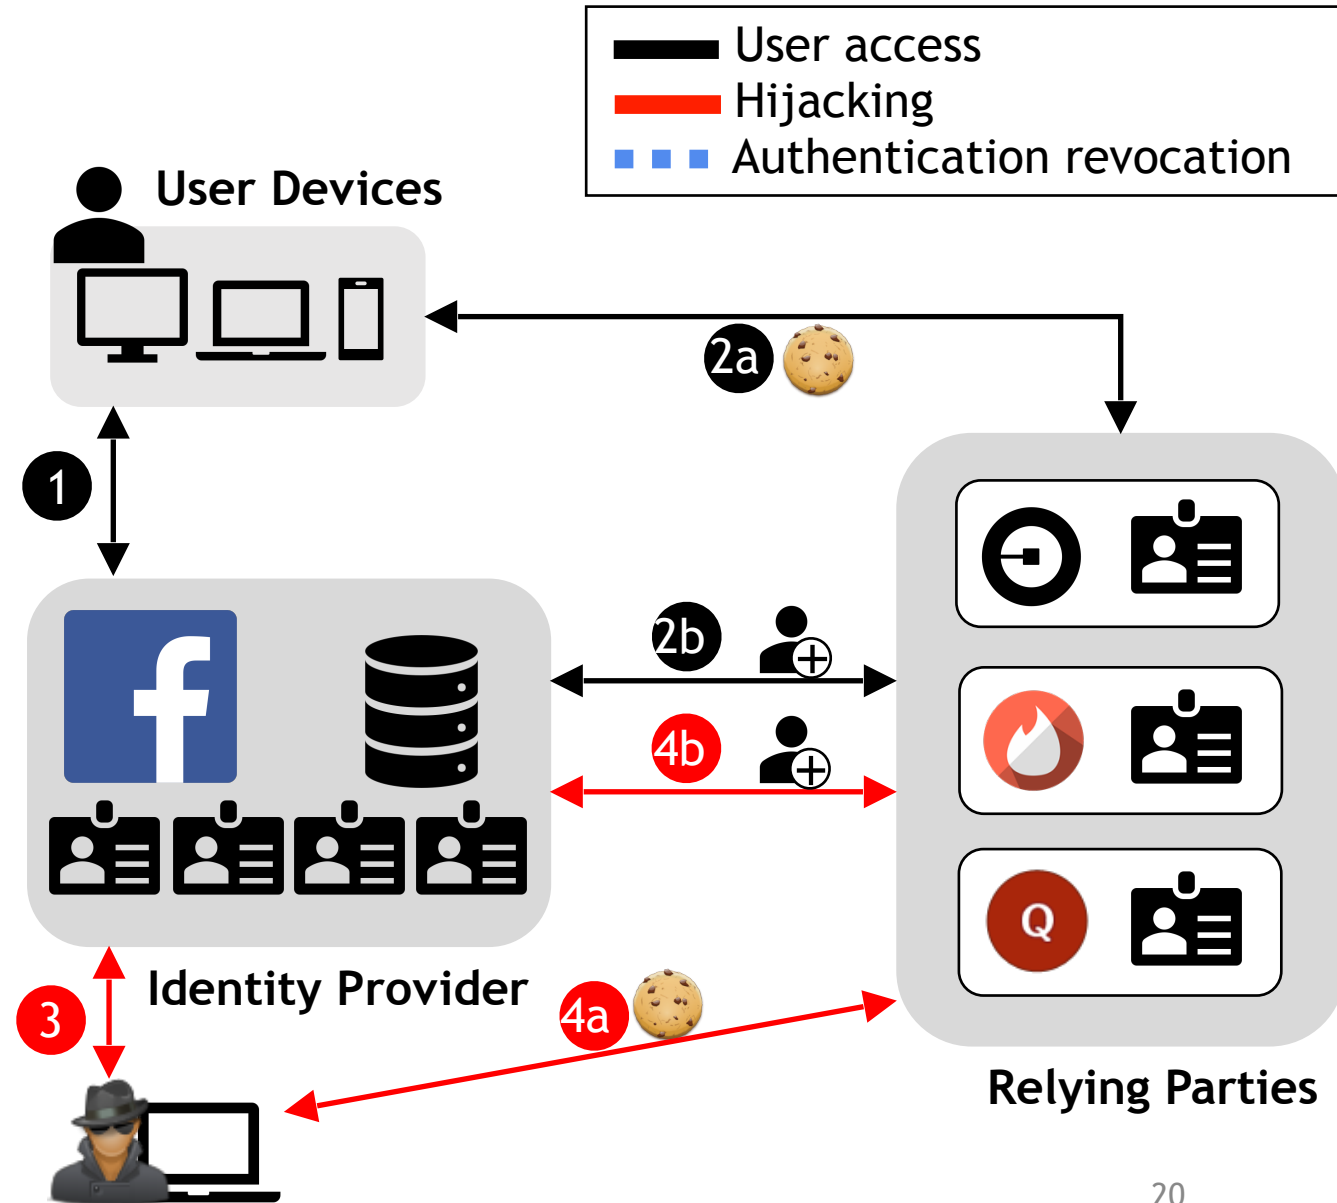 User access
Hijacking
Authentication revocation
User Devices
2a
1
2b
4b
f
Q
Identity Provider
3
4a
Relying Parties
20